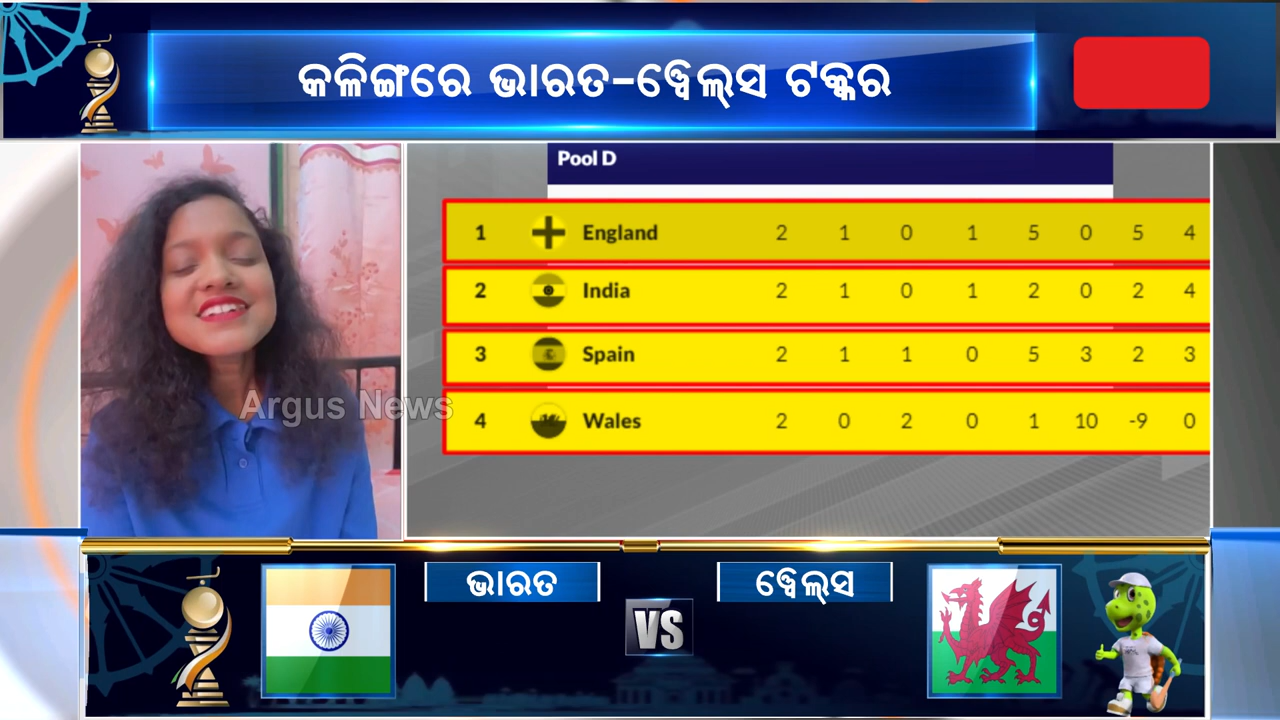 କଳିଙ୍ଗରେ ଭାରତ-ୱେଲ୍‌ସ ଟକ୍କର
Pool D
1 England 2 1 0 1 5 0 5 4
2 India 2 1 0 1 2 0 2 4
3 Spain 2 1 1 0 5 3 2 3
4 Wales 2 0 2 0 1 10 -9 0
Argus News
ଭାରତ
VS
ୱେଲ୍‌ସ